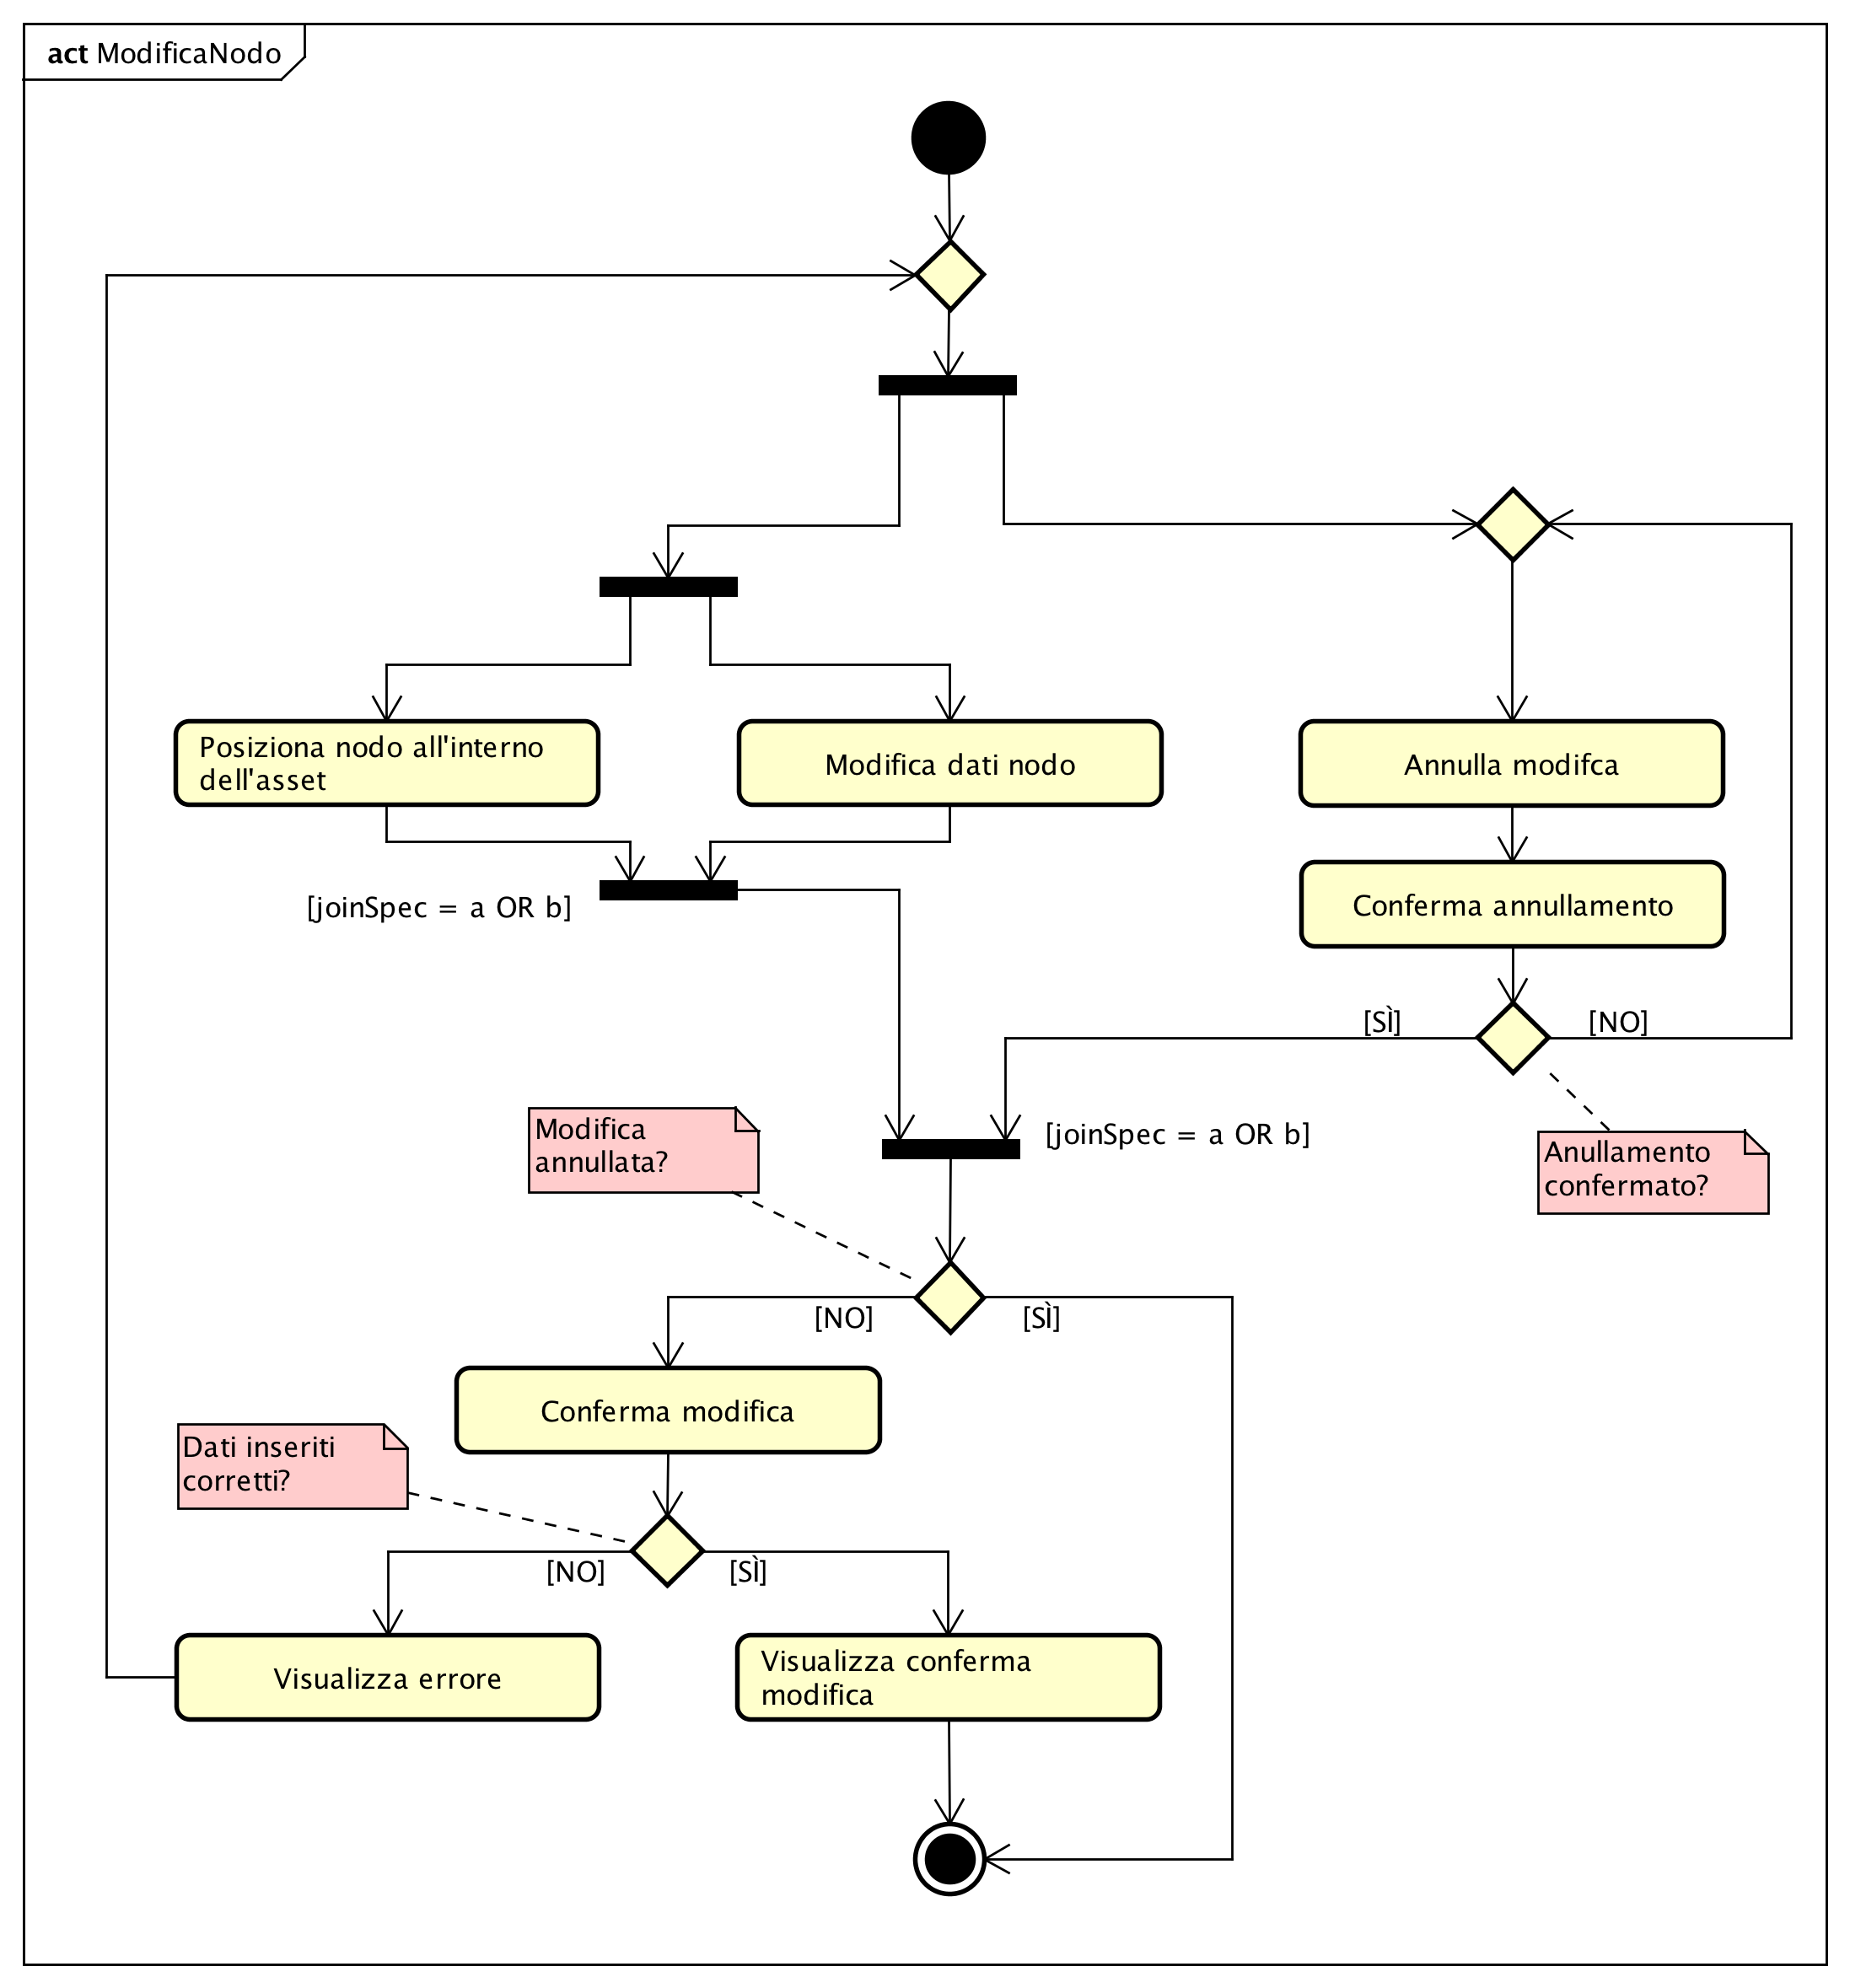 act ModificaNodo
Posiziona nodo all'interno
dell'asset
Modifica dati nodo
Annulla modifca
Conferma annullamento
[joinSpec = a OR b]
[SÌ]
[NO]
Modifica
annullata?
[joinSpec = a OR b]
Anullamento
confermato?
[NO]
[SÌ]
Conferma modifica
Dati inseriti
corretti?
[NO]
[SÌ]
Visualizza errore
Visualizza conferma
modifica